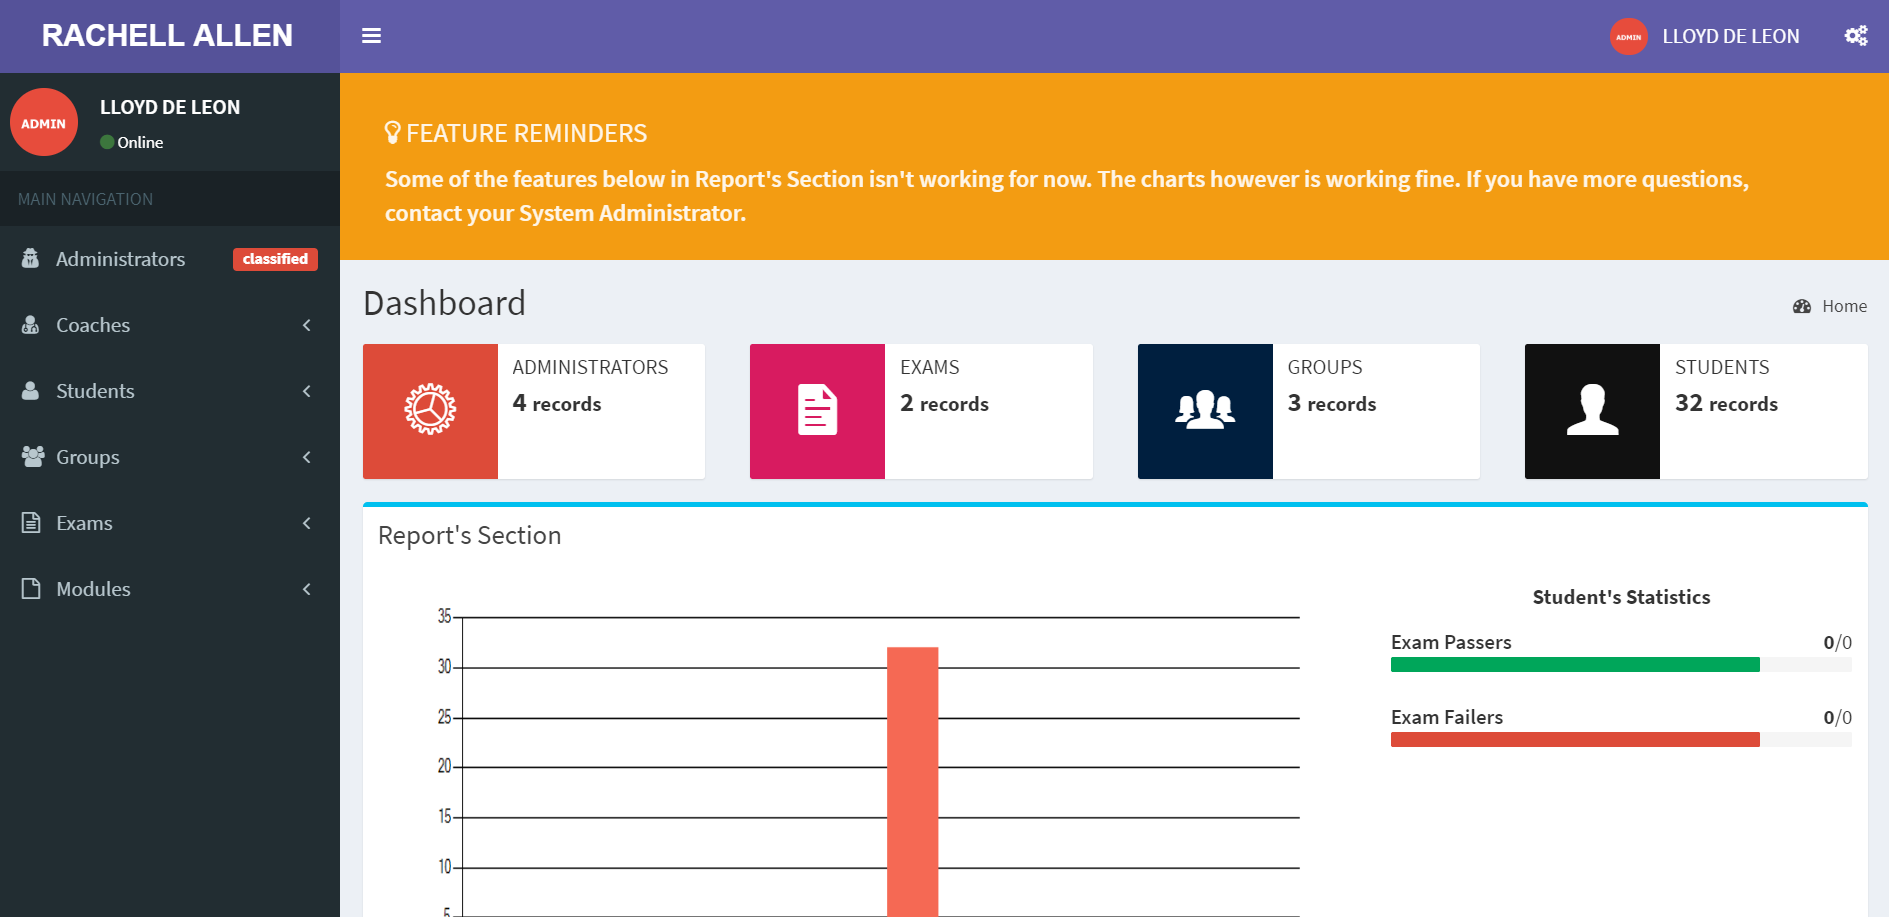 RACHELL ALLEN
ADMIN
LLOYD DE LEON
ADMIN
LLOYD DE LEON
Online
MAIN NAVIGATION
Administrators
classified
Coaches
Students
Groups
Exams
Modules
FEATURE REMINDERS
Some of the features below in Report's Section isn't working for now. The charts however is working fine. If you have more questions,
contact your System Administrator.
Dashboard
Home
ADMINISTRATORS
4 records
EXAMS
2 records
GROUPS
3 records
STUDENTS
32 records
Report's Section
35
30
25
20
15
10
5
Student's Statistics
Exam Passers 0/0
Exam Failers 0/0